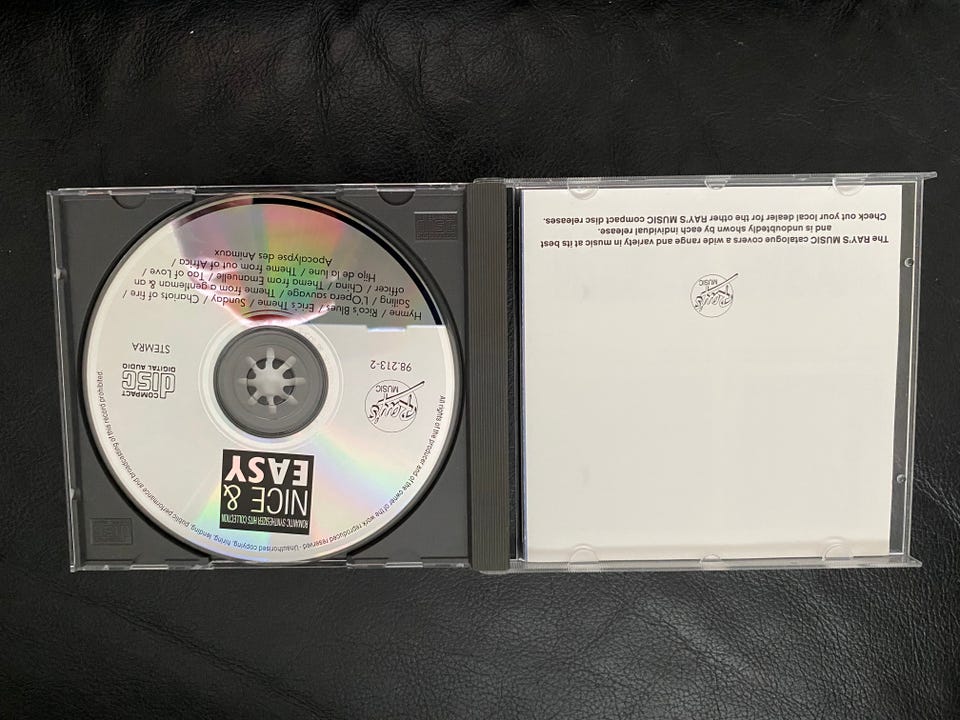 The RAY'S MUSIC catalogue covers a wide range and variety in music at its best
and is undoubtedly shown by each individual release.
Check out your local dealer for the other RAY'S MUSIC compact disc releases.
Ray's
MUSIC
All rights of the producer and of the owner of the work reproduced reserved · Unauthorised copying, lending, hiring, public performance and broadcasting of this record prohibited.
ROMANTIC SYNTHESIZER HITS COLLECTION
NICE &
EASY
Ray's
MUSIC
98.213-2
COMPACT
disc
DIGITAL AUDIO
STEMRA
Hymne / Rico's Blues / Eric's Theme / Sunday / Chariots of fire
Sailing / L'Opera sauvage / Theme from a gentleman & an
officer / China / Theme from Emanuelle / Tao of Love /
Hijo de la lune / Theme from out of Africa /
Apocalypse des Animaux